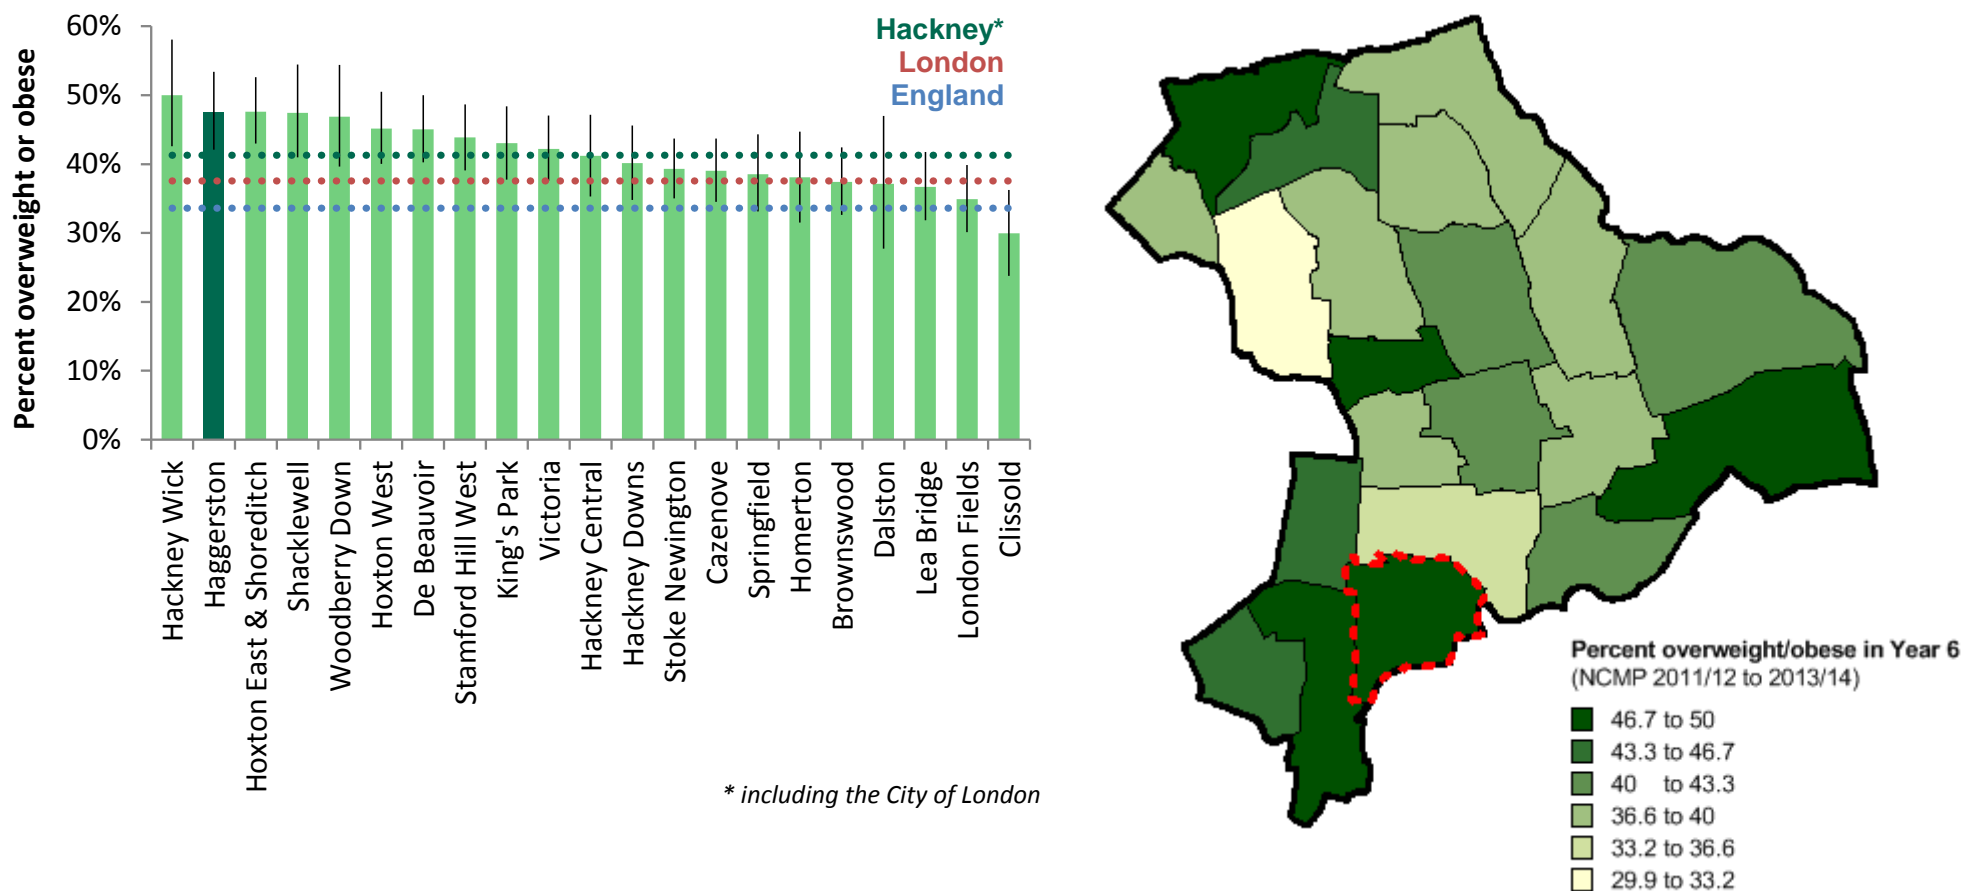 Percent overweight or obese
60%
50%
40%
30%
20%
10%
0%
Hackney*
London
England
Hackney Wick
Haggerston
Hoxton East & Shoreditch
Shacklewell
Woodberry Down
Hoxton West
De Beauvoir
Stamford Hill West
King's Park
Victoria
Hackney Central
Hackney Downs
Stoke Newington
Cazenove
Springfield
Homerton
Brownswood
Dalston
Lea Bridge
London Fields
Clissold
* including the City of London
Percent overweight/obese in Year 6
(NCMP 2011/12 to 2013/14)
46.7 to 50
43.3 to 46.7
40 to 43.3
36.6 to 40
33.2 to 36.6
29.9 to 33.2